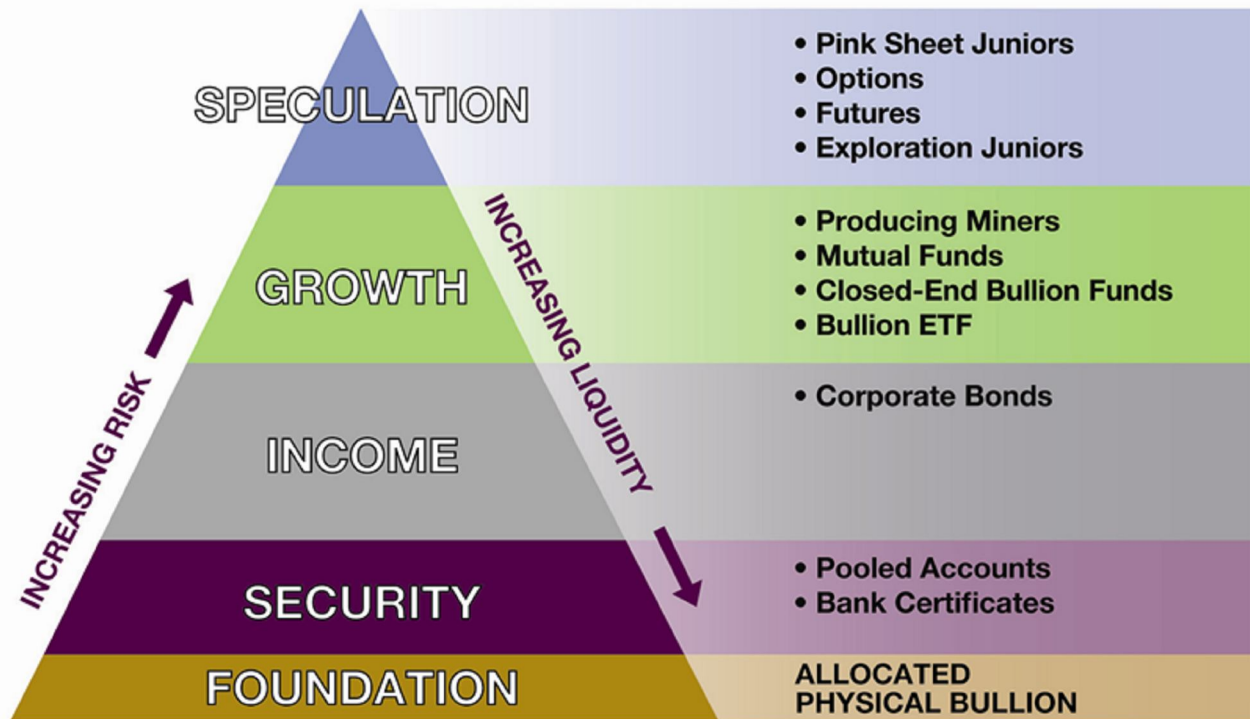 SPECULATION
• Pink Sheet Juniors
• Options
• Futures
• Exploration Juniors
GROWTH
• Producing Miners
• Mutual Funds
• Closed-End Bullion Funds
• Bullion ETF
INCOME
• Corporate Bonds
SECURITY
• Pooled Accounts
• Bank Certificates
FOUNDATION
ALLOCATED
PHYSICAL BULLION
INCREASING RISK
INCREASING LIQUIDITY